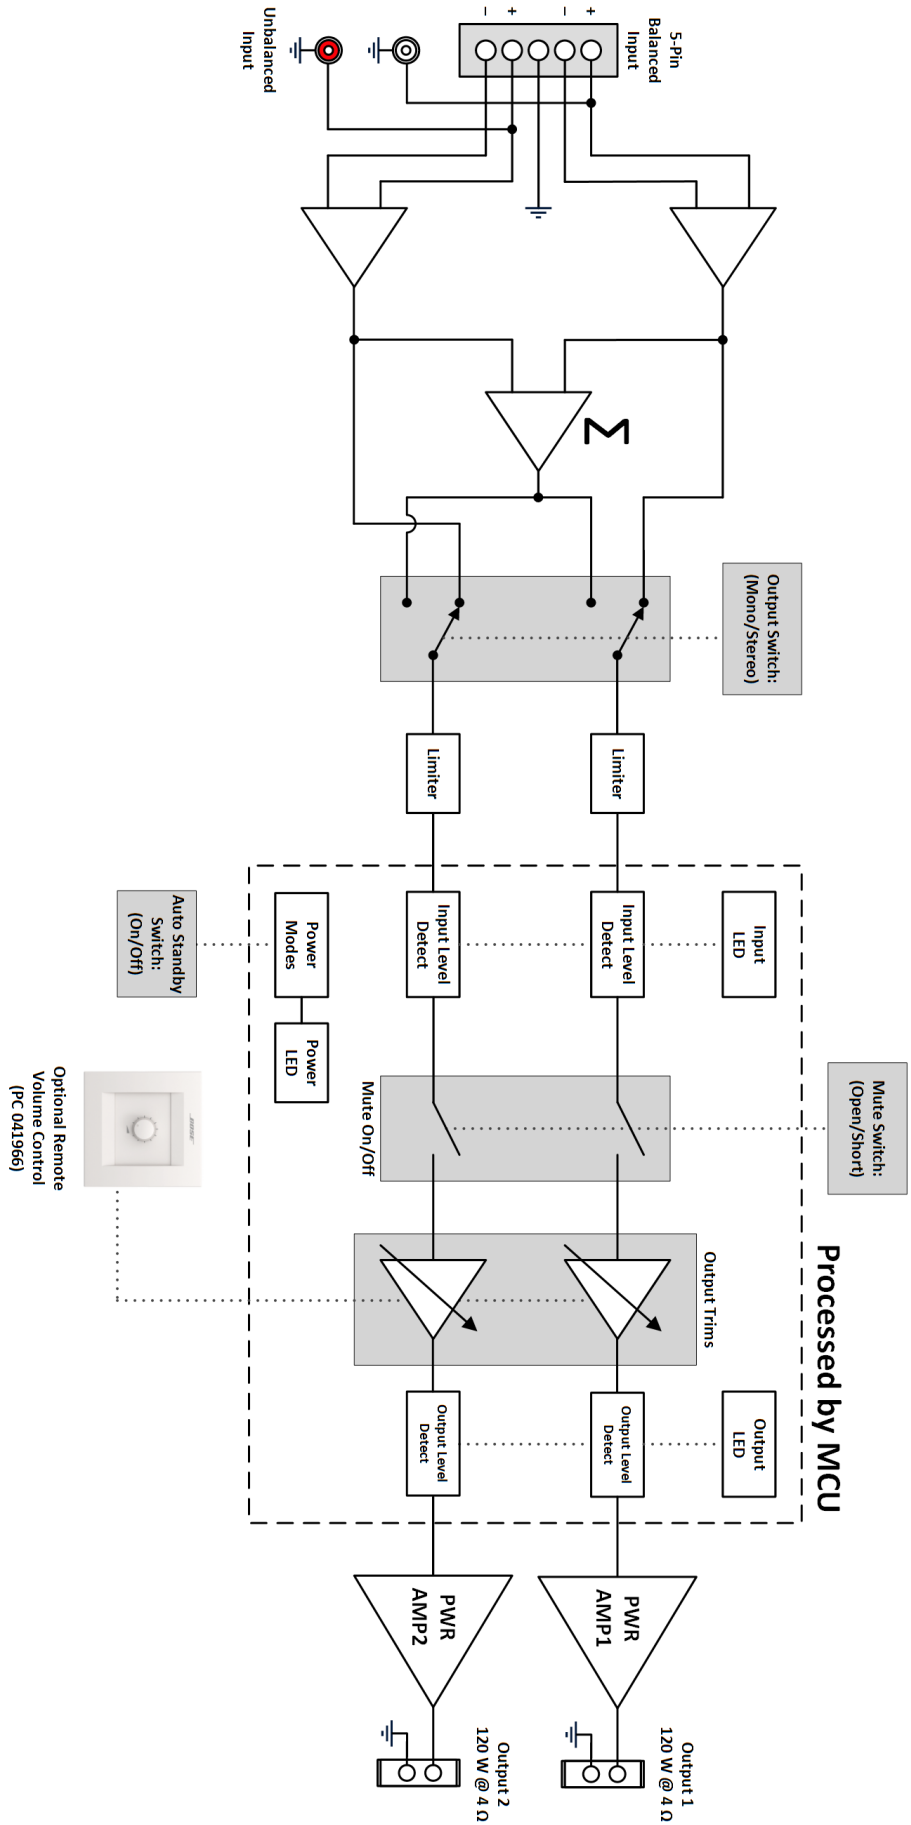 5-Pin
Balanced
Input
+
−
+
−
Unbalanced
Input
Σ
Output Switch:
(Mono/Stereo)
Limiter
Limiter
Processed by MCU
Input
LED
Input Level
Detect
Input Level
Detect
Power
Modes
Power
LED
Auto Standby
Switch:
(On/Off)
Mute Switch:
(Open/Short)
Mute On/Off
Output Trims
BOSE
Optional Remote
Volume Control
(PC 041966)
Output
LED
Output Level
Detect
Output Level
Detect
PWR
AMP1
PWR
AMP2
Output 1
120 W @ 4 Ω
Output 2
120 W @ 4 Ω